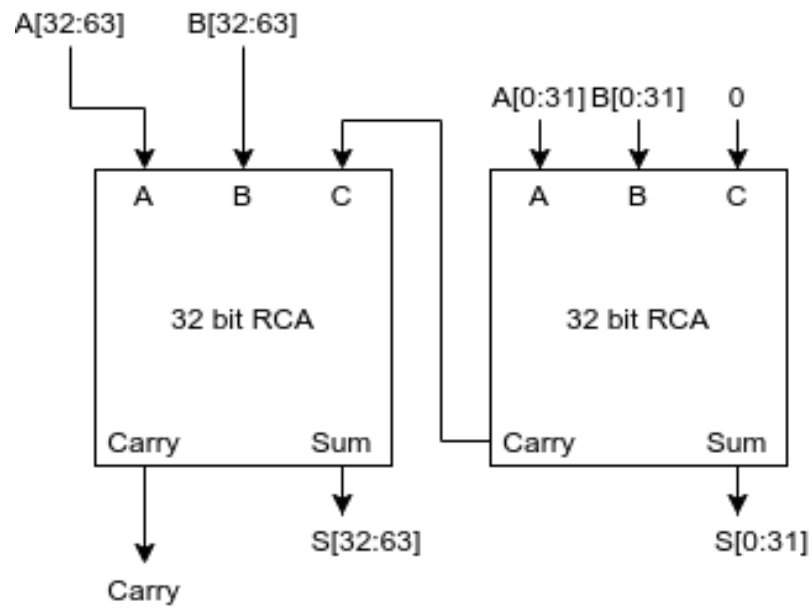 A[32:63] B[32:63]
A[0:31] B[0:31] 0
A B C
A B C
32 bit RCA
32 bit RCA
Carry Sum
Carry Sum
S[32:63]
S[0:31]
Carry